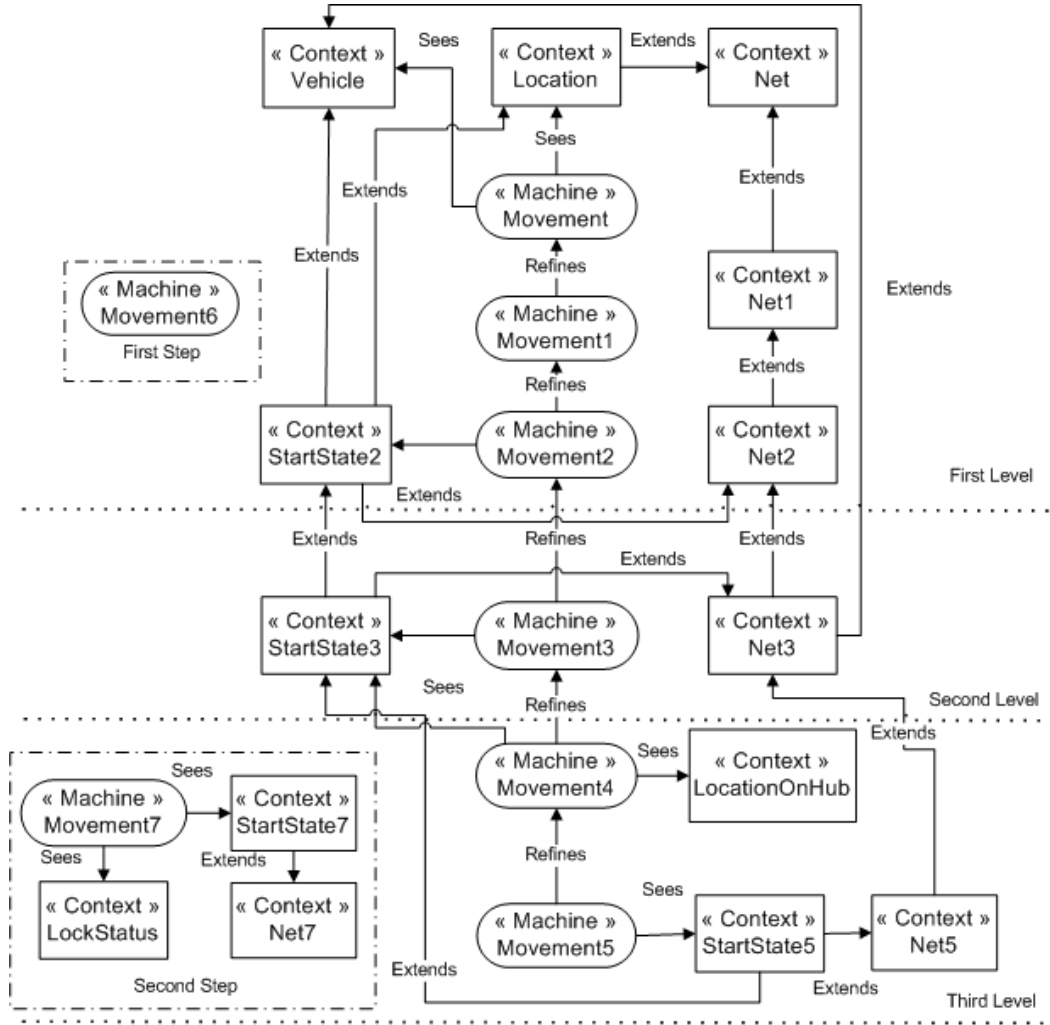 Sees
Extends
« Context »
Vehicle
« Context »
Location
« Context »
Net
Sees
Extends
Extends
« Machine »
Movement
Extends
Refines
« Machine »
Movement6
First Step
« Machine »
Movement1
« Context »
Net1
Extends
Refines
Extends
« Context »
StartState2
« Machine »
Movement2
« Context »
Net2
First Level
Extends
Extends
Refines
Extends
Extends
« Context »
StartState3
« Machine »
Movement3
« Context »
Net3
Sees
Refines
Second Level
Extends
Sees
« Machine »
Movement7
« Context »
StartState7
« Machine »
Movement4
Sees
« Context »
LocationOnHub
Sees
Extends
Refines
« Context »
LockStatus
« Context »
Net7
Second Step
« Machine »
Movement5
Sees
« Context »
StartState5
« Context »
Net5
Extends
Extends
Third Level